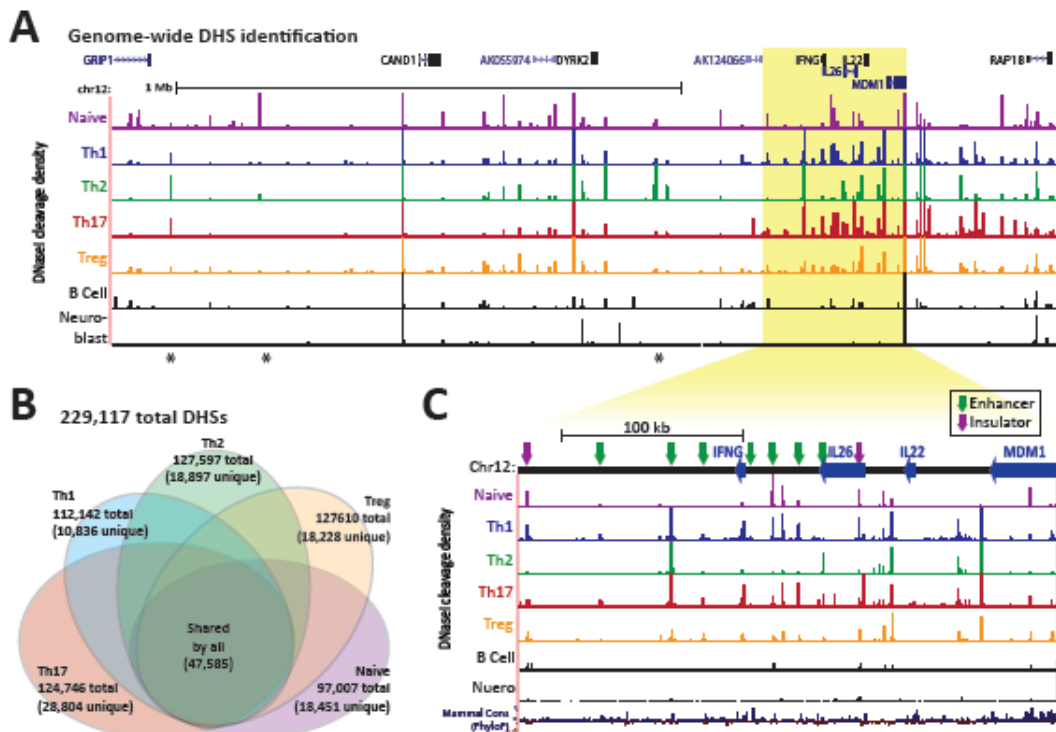 A
Genome-wide DHS identification
GRIP1
CAND1
AK055974
DYRK2
AK124066
IFNG
IL22
IL26
MDM1
RAP1B
chr12:
1 Mb
DNaseI cleavage density
Naive
Th1
Th2
Th17
Treg
B Cell
Neuro-
blast
* * *
B
229,117 total DHSs
Th2
127,597 total
(18,897 unique)
Th1
112,142 total
(10,836 unique)
Treg
127610 total
(18,228 unique)
Shared
by all
(47,585)
Th17
124,746 total
(28,804 unique)
Naive
97,007 total
(18,451 unique)
C
Enhancer
Insulator
100 kb
Chr12:
IFNG
IL26
IL22
MDM1
DNaseI cleavage density
Naive
Th1
Th2
Th17
Treg
B Cell
Nuero
Mammal Cons
(PhyloP)